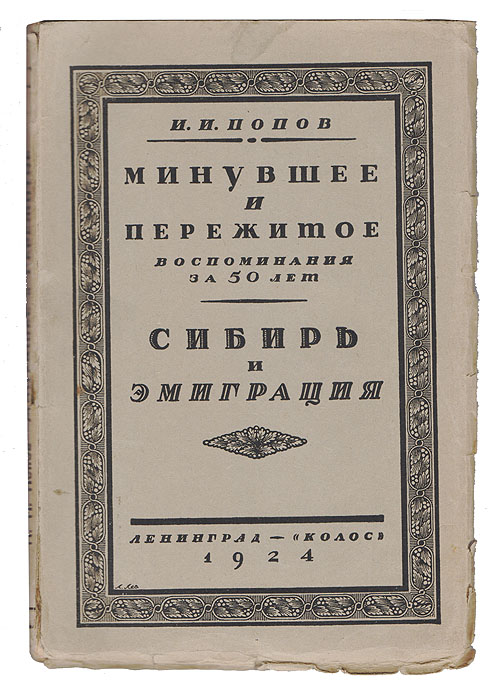 И. И. ПОПОВ
МИНУВШЕЕ
И
ПЕРЕЖИТОЕ
ВОСПОМИНАНИЯ
ЗА 50 ЛЕТ
СИБИРЬ
И
ЭМИГРАЦИЯ
ЛЕНИНГРАД — «КОЛОС»
1924